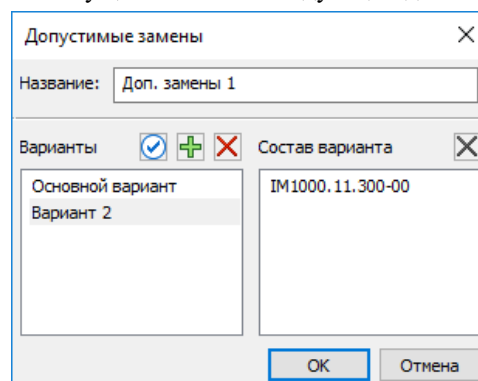 Допустимые замены
Название: Доп. замены 1
Варианты Состав варианта
Основной вариант IM1000.11.300-00
Вариант 2
OK Отмена